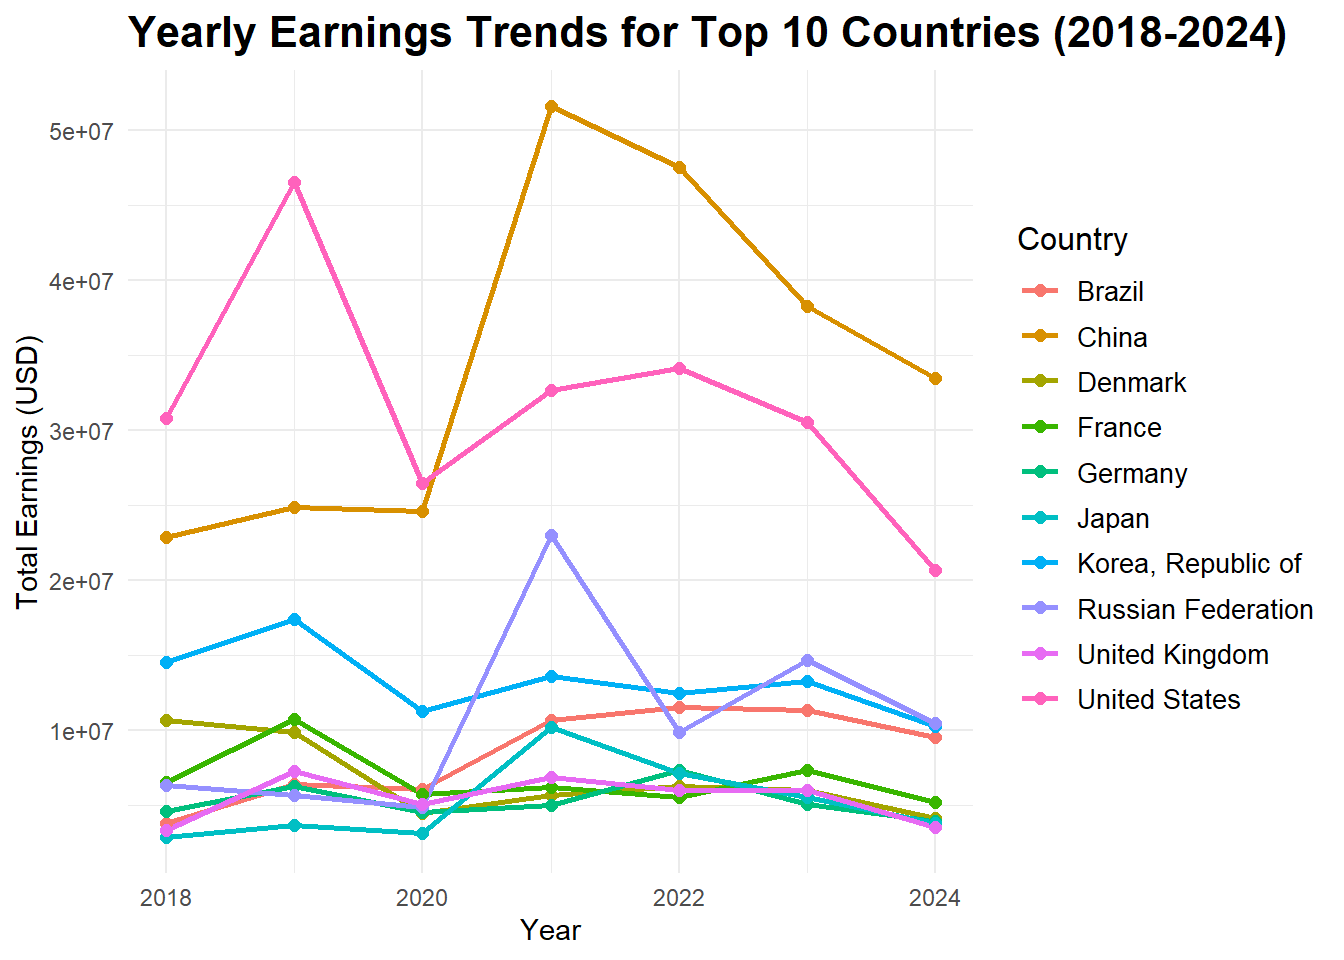 Yearly Earnings Trends for Top 10 Countries (2018-2024)
5e+07
4e+07
3e+07
2e+07
1e+07
Total Earnings (USD)
2018
2020
2022
2024
Year
Country
Brazil
China
Denmark
France
Germany
Japan
Korea, Republic of
Russian Federation
United Kingdom
United States